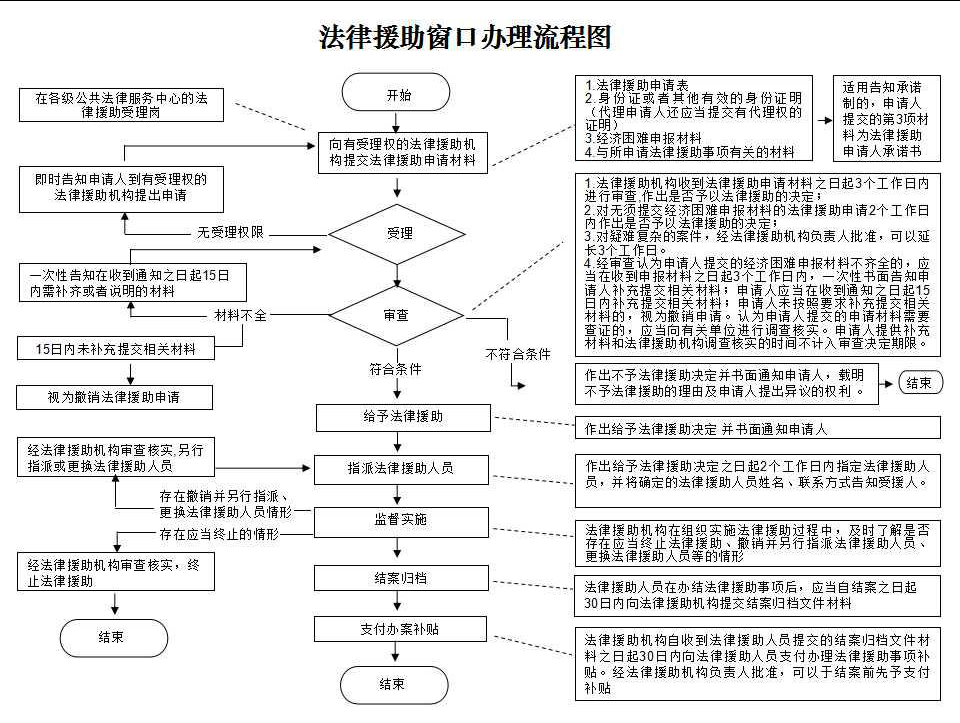 法律援助窗口办理流程图
在各级公共法律服务中心的法
律援助受理岗
开始
1.法律援助申请表
2.身份证或者其他有效的身份证明
（代理申请人还应当提交有代理权的
证明）
3.经济困难申报材料
4.与所申请法律援助事项有关的材料
适用告知承诺
制的，申请人
提交的第3项材
料为法律援助
申请人承诺书
向有受理权的法律援助机
构提交法律援助申请材料
即时告知申请人到有受理权的
法律援助机构提出申请
无受理权限
受理
1.法律援助机构收到法律援助申请材料之日起3个工作日内
进行审查,作出是否予以法律援助的决定；
2.对无须提交经济困难申报材料的法律援助申请2个工作日
内作出是否予以法律援助的决定；
3.对疑难复杂的案件，经法律援助机构负责人批准，可以延
长3个工作日。
4.经审查认为申请人提交的经济困难申报材料不齐全的，应
当在收到申报材料之日起3个工作日内，一次性书面告知申
请人补充提交相关材料；申请人应当在收到通知之日起15
日内补充提交相关材料；申请人未按照要求补充提交相关
材料的，视为撤销申请。认为申请人提交的申请材料需要
查证的，应当向有关单位进行调查核实。申请人提供补充
材料和法律援助机构调查核实的时间不计入审查决定期限。
一次性告知在收到通知之日起15日
内需补齐或者说明的材料
材料不全
审查
15日内未补充提交相关材料
不符合条件
符合条件
视为撤销法律援助申请
作出不予法律援助决定并书面通知申请人，载明
不予法律援助的理由及申请人提出异议的权利 。
结束
给予法律援助
作出给予法律援助决定 并书面通知申请人
经法律援助机构审查核实,另行
指派或更换法律援助人员
指派法律援助人员
作出给予法律援助决定之日起2个工作日内指定法律援助人
员，并将确定的法律援助人员姓名、联系方式告知受援人。
存在撤销并另行指派、
更换法律援助人员情形
监督实施
存在应当终止的情形
法律援助机构在组织实施法律援助过程中，及时了解是否
存在应当终止法律援助、撤销并另行指派法律援助人员、
更换法律援助人员等的情形
经法律援助机构审查核实，终
止法律援助
结案归档
法律援助人员在办结法律援助事项后，应当自结案之日起
30日内向法律援助机构提交结案归档文件材料
结束
支付办案补贴
法律援助机构自收到法律援助人员提交的结案归档文件材
料之日起30日内向法律援助人员支付办理法律援助事项补
贴。经法律援助机构负责人批准，可以于结案前先予支付
补贴
结束